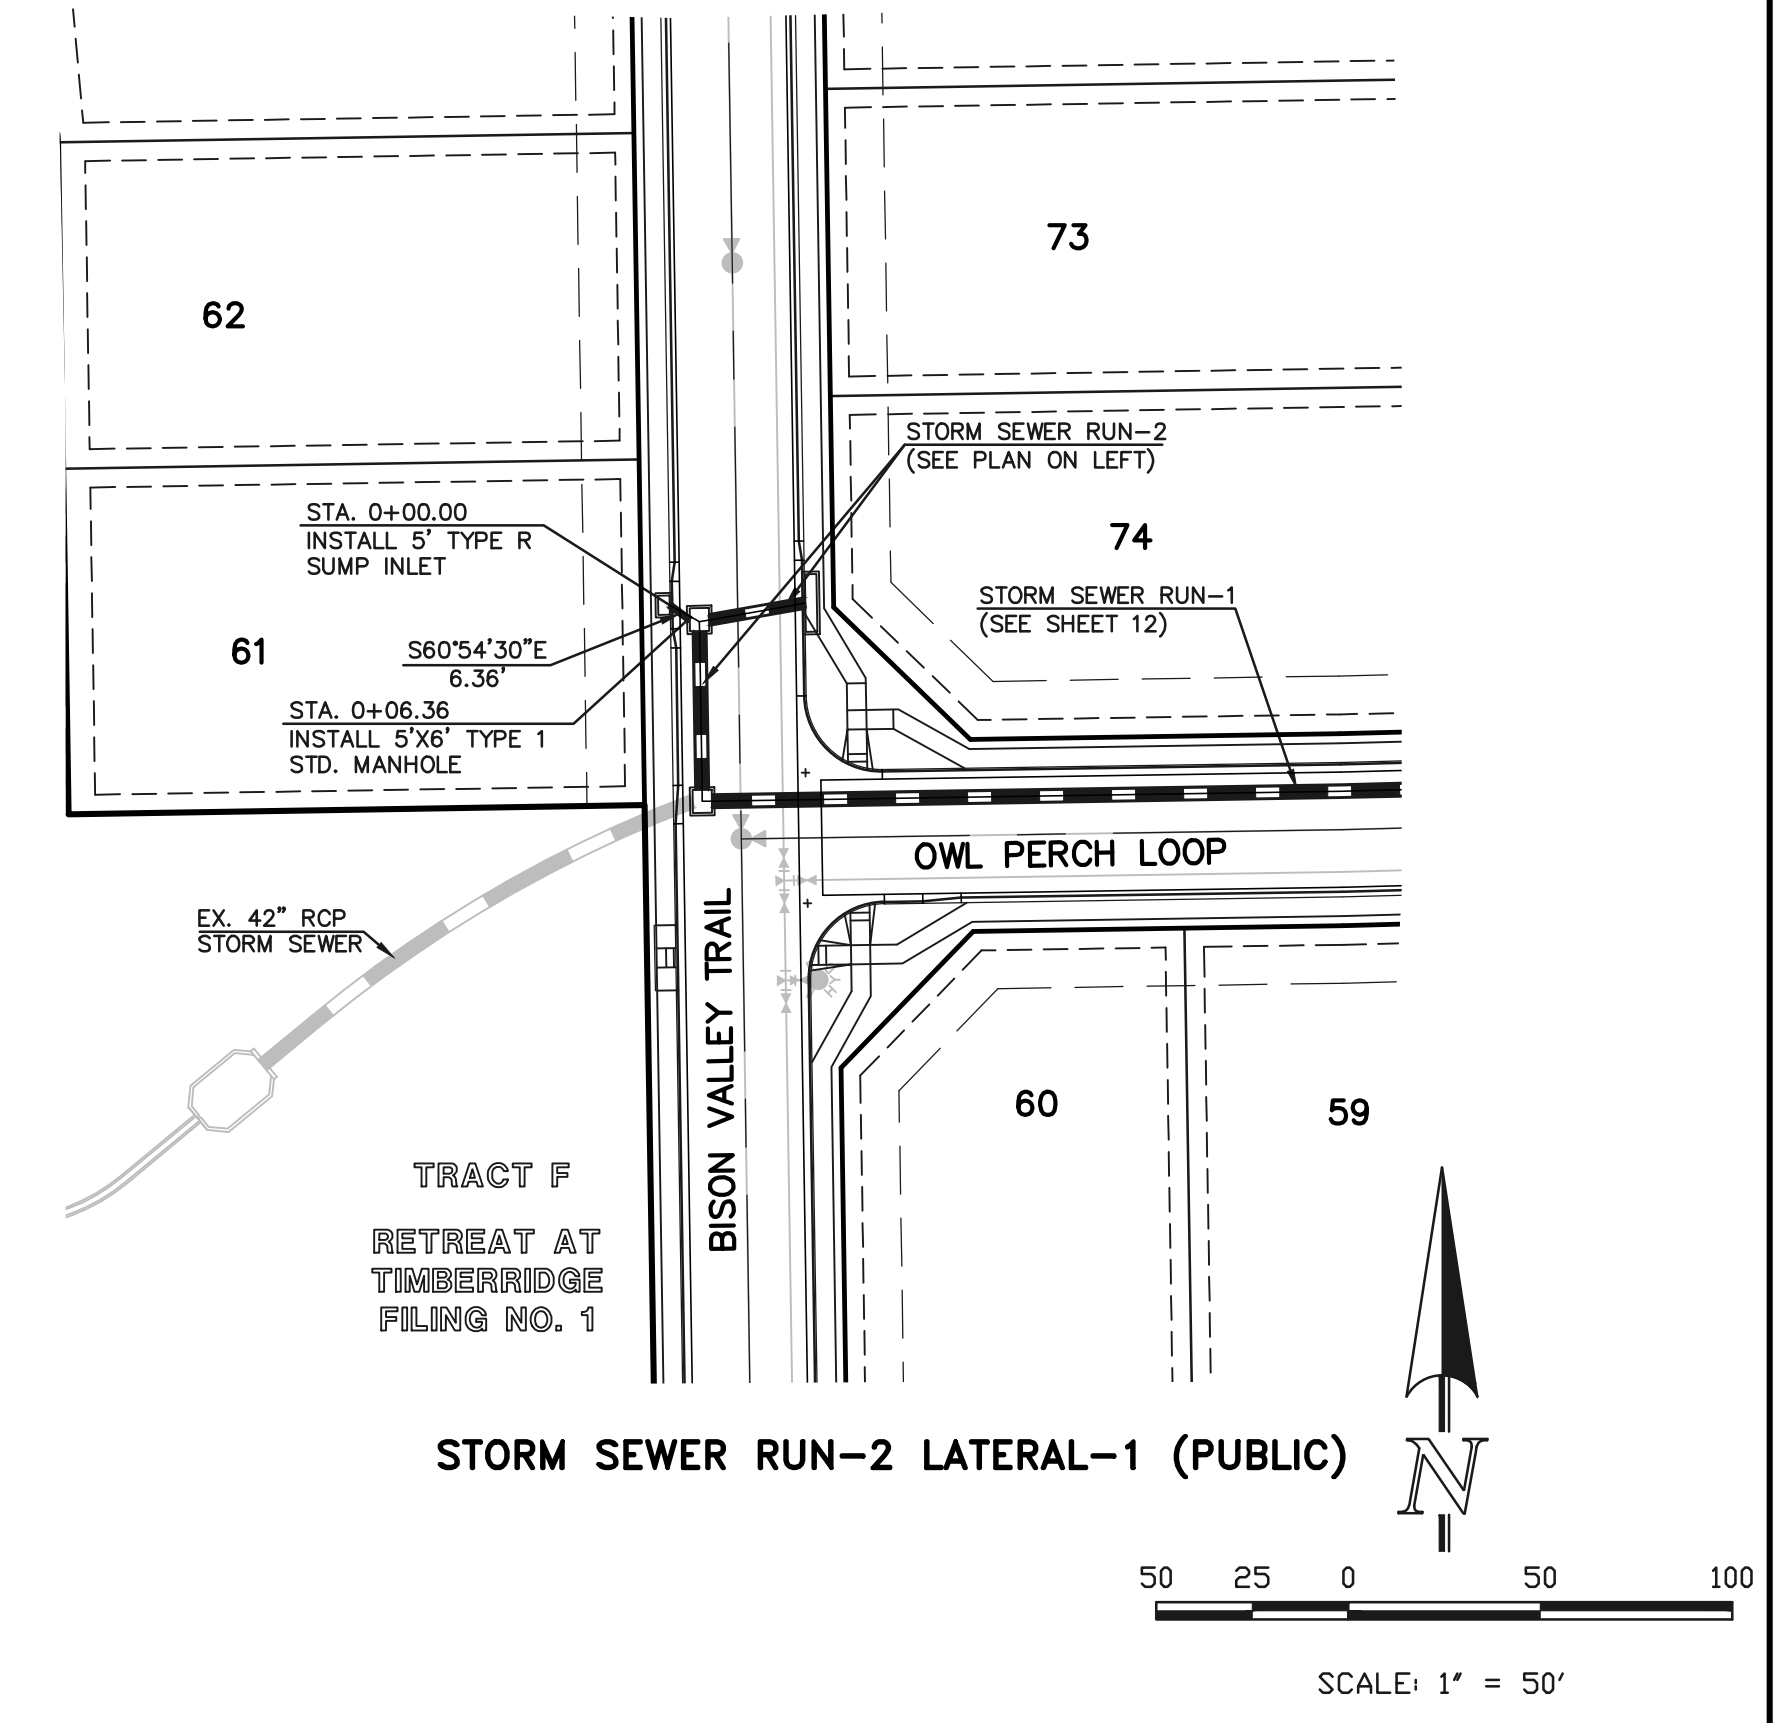 73
62
STORM SEWER RUN-2
(SEE PLAN ON LEFT)
STA. 0+00.00
INSTALL 5' TYPE R
SUMP INLET
74
STORM SEWER RUN-1
(SEE SHEET 12)
61
S60°54'30"E
6.36'
STA. 0+06.36
INSTALL 5'X6' TYPE 1
STD. MANHOLE
OWL PERCH LOOP
EX. 42" RCP
STORM SEWER
BISON VALLEY TRAIL
HYD
60
59
TRACT F
RETREAT AT
TIMBERRIDGE
FILING NO. 1
STORM SEWER RUN-2 LATERAL-1 (PUBLIC)
N
50 25 0 50 100
SCALE: 1" = 50'